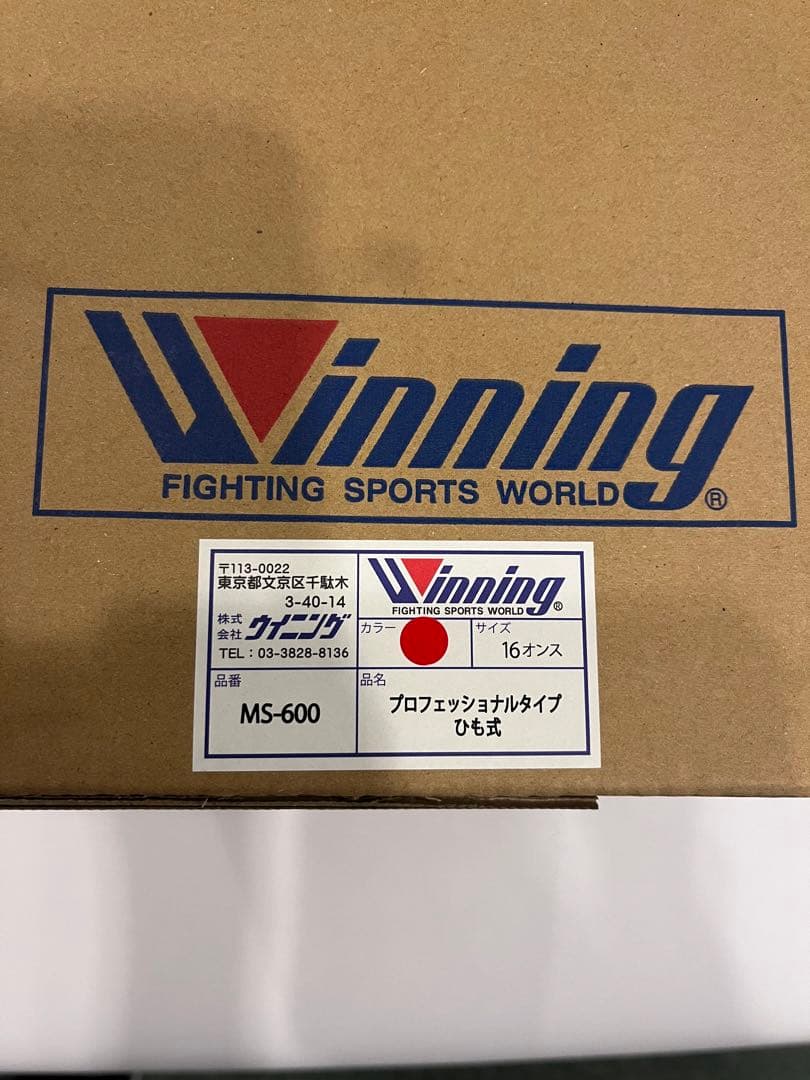 Winning
FIGHTING SPORTS WORLD®
〒113-0022
東京都文京区千駄木
3-40-14
株式会社 ウイニング
TEL：03-3828-8136
Winning
FIGHTING SPORTS WORLD®
カラー
サイズ
16オンス
品番
MS-600
品名
プロフェッショナルタイプ
ひも式